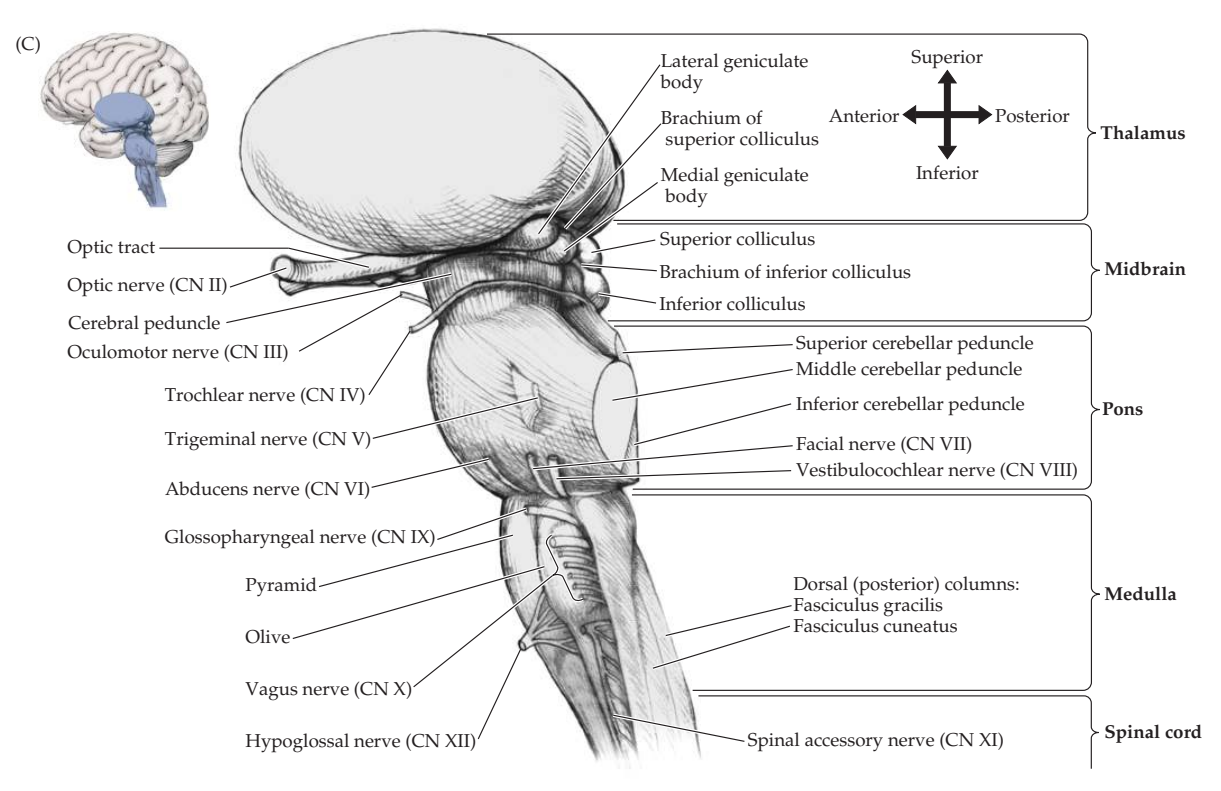 (C)
Lateral geniculate
body
Brachium of
superior colliculus
Medial geniculate
body
Superior
Anterior
Posterior
Inferior
Thalamus
Optic tract
Optic nerve (CN II)
Cerebral peduncle
Oculomotor nerve (CN III)
Trochlear nerve (CN IV)
Trigeminal nerve (CN V)
Abducens nerve (CN VI)
Glossopharyngeal nerve (CN IX)
Pyramid
Olive
Vagus nerve (CN X)
Hypoglossal nerve (CN XII)
Superior colliculus
Brachium of inferior colliculus
Inferior colliculus
Midbrain
Superior cerebellar peduncle
Middle cerebellar peduncle
Inferior cerebellar peduncle
Facial nerve (CN VII)
Vestibulocochlear nerve (CN VIII)
Pons
Dorsal (posterior) columns:
Fasciculus gracilis
Fasciculus cuneatus
Medulla
Spinal accessory nerve (CN XI)
Spinal cord